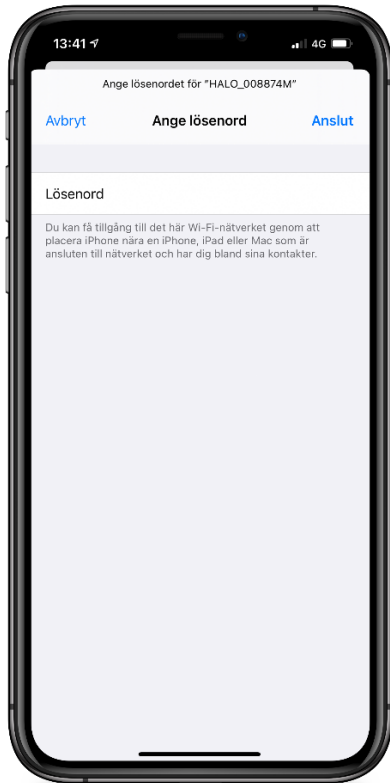 13:41 4G
Ange lösenordet för "HALO_008874M"
Avbryt Ange lösenord Anslut
Lösenord
Du kan få tillgång till det här Wi-Fi-nätverket genom att
placera iPhone nära en iPhone, iPad eller Mac som är
ansluten till nätverket och har dig bland sina kontakter.